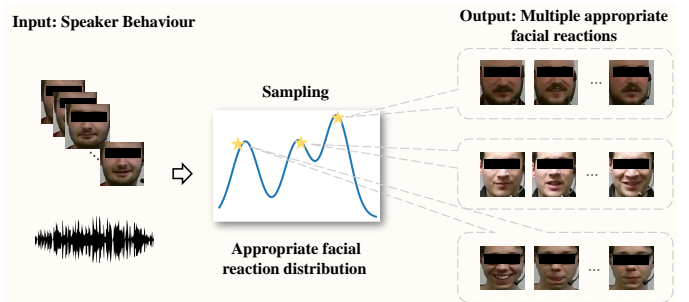 Input: Speaker Behaviour
Output: Multiple appropriate
facial reactions
Sampling
...
...
...
...
Appropriate facial
reaction distribution